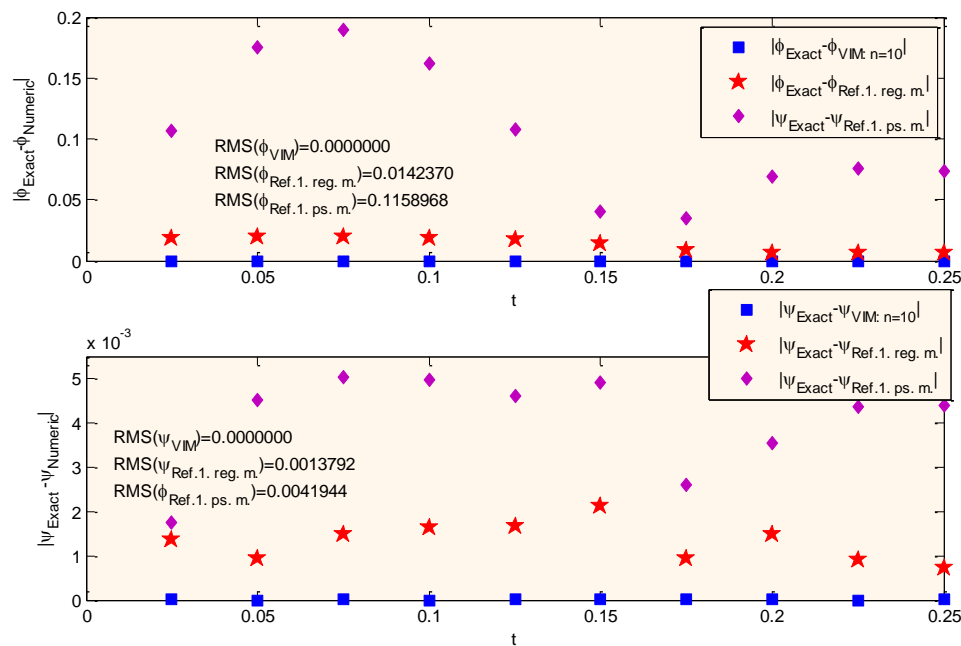 0.2
0.15
0.1
0.05
0
|ϕExact-ϕNumeric|
|ϕExact-ϕVIM: n=10|
|ϕExact-ϕRef.1. reg. m.|
|ψExact-ψRef.1. ps. m.|
RMS(ϕVIM)=0.0000000
RMS(ϕRef.1. reg. m.)=0.0142370
RMS(ϕRef.1. ps. m.)=0.1158968
0 0.05 0.1 0.15 0.2 0.25
t
x 10-3
5
4
3
2
1
0
|ψExact-ψNumeric|
|ψExact-ψVIM: n=10|
|ψExact-ψRef.1. reg. m.|
|ψExact-ψRef.1. ps. m.|
RMS(ψVIM)=0.0000000
RMS(ψRef.1. reg. m.)=0.0013792
RMS(ϕRef.1. ps. m.)=0.0041944
0 0.05 0.1 0.15 0.2 0.25
t